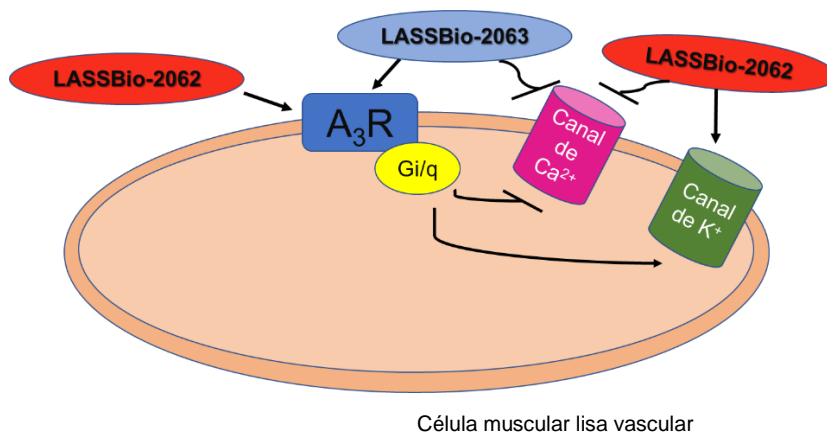 LASSBio-2063
LASSBio-2062
LASSBio-2062
A₃R
Gi/q
Canal
de
Ca²⁺
Canal
de K⁺
Célula muscular lisa vascular